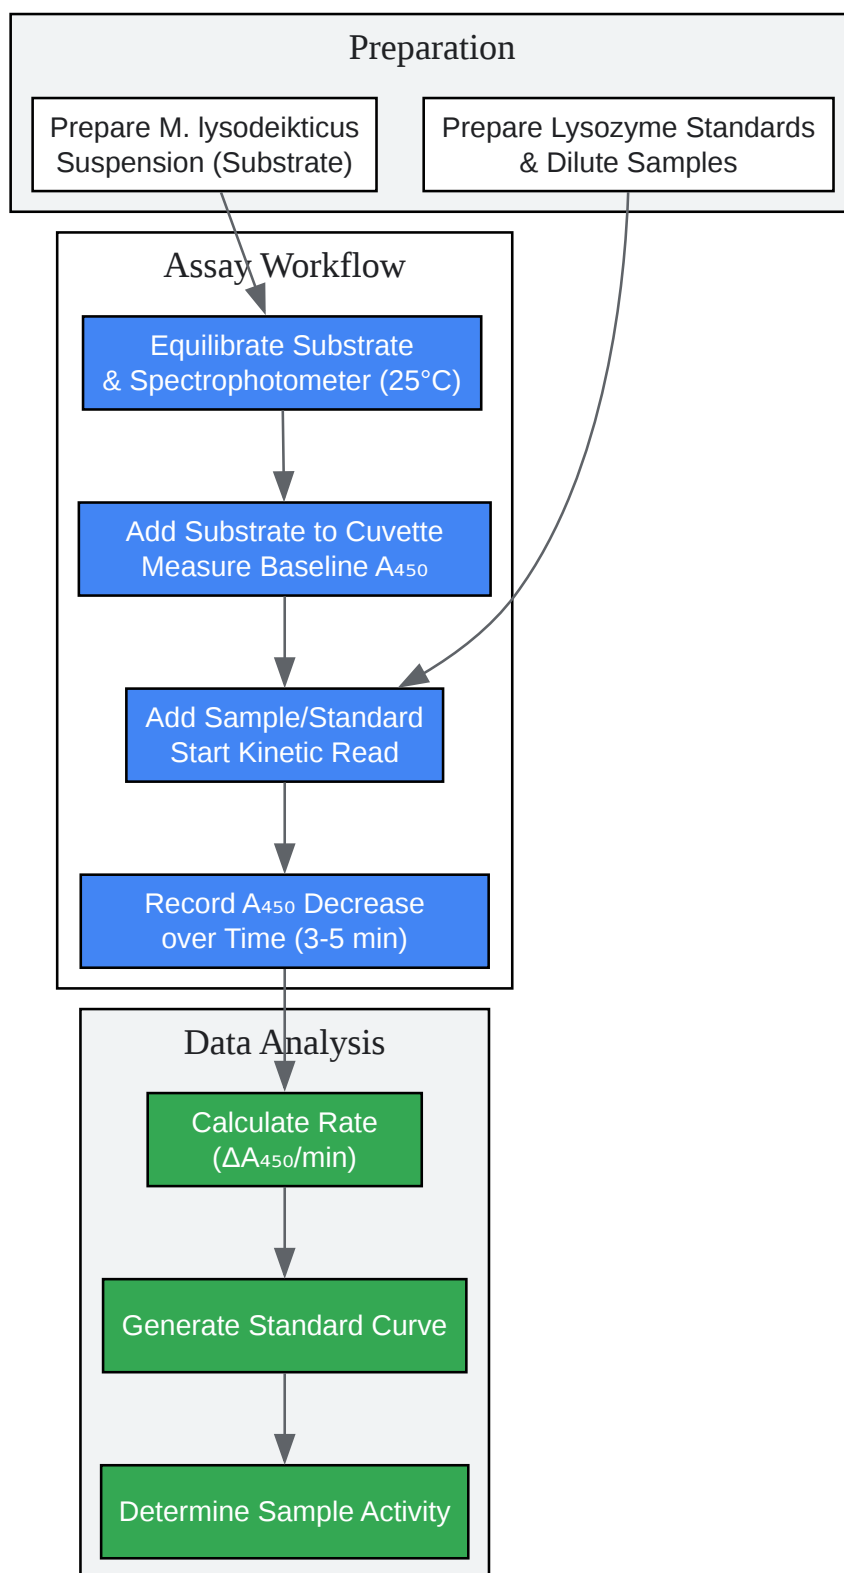 Preparation
Prepare M. lysodeikticus
Suspension (Substrate)
Prepare Lysozyme Standards
& Dilute Samples
Assay Workflow
Equilibrate Substrate
& Spectrophotometer (25°C)
Add Substrate to Cuvette
Measure Baseline A₄₅₀
Add Sample/Standard
Start Kinetic Read
Record A₄₅₀ Decrease
over Time (3-5 min)
Data Analysis
Calculate Rate
(ΔA₄₅₀/min)
Generate Standard Curve
Determine Sample Activity